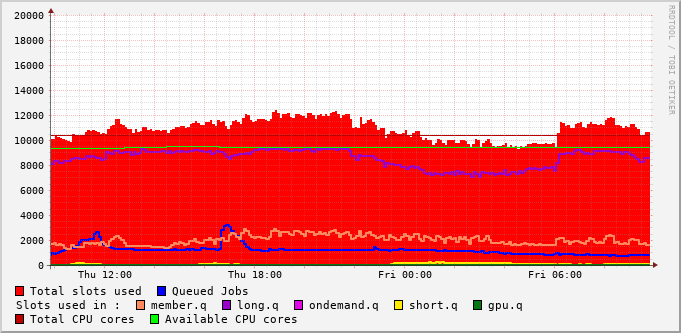 20000
18000
16000
14000
12000
10000
8000
6000
4000
2000
0
Thu 12:00 Thu 18:00 Fri 00:00 Fri 06:00
RRDTOOL / TOBI OETIKER
Total slots used Queued Jobs
Slots used in : member.q long.q ondemand.q short.q gpu.q
Total CPU cores Available CPU cores